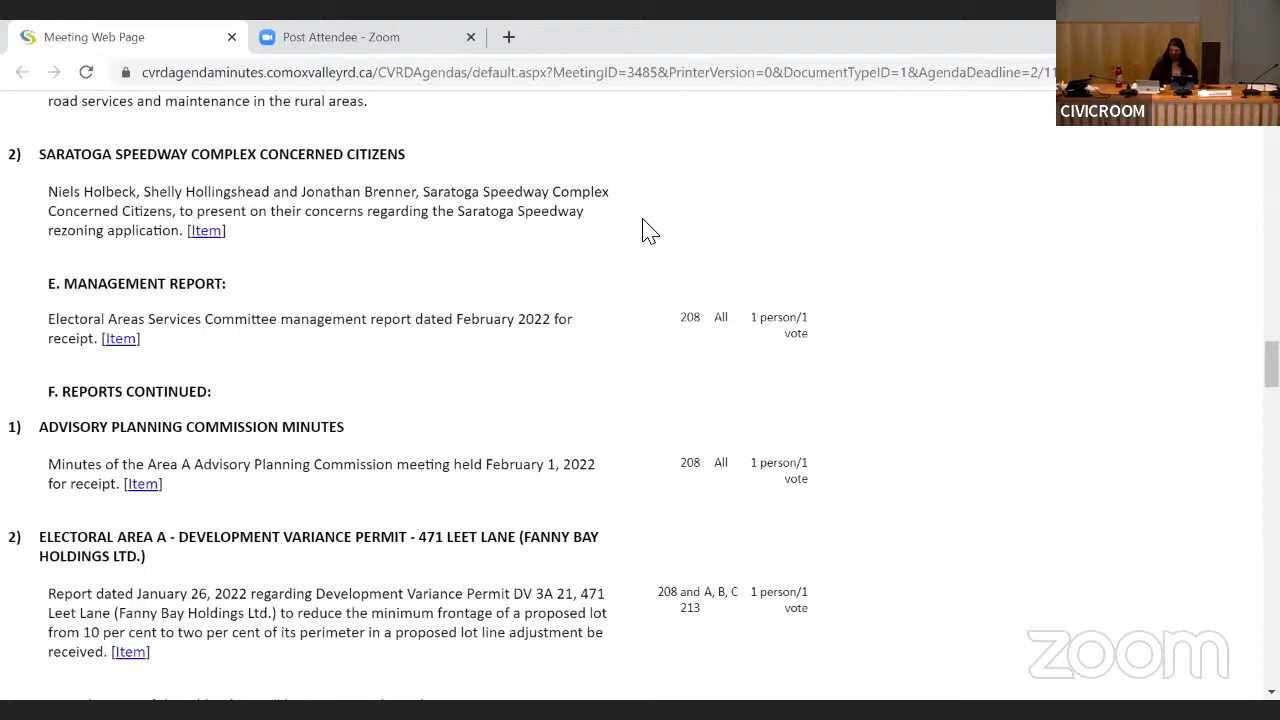 Meeting Web Page
Post Attendee - Zoom
cvrdagendaminutes.comoxvalleyrd.ca/CVRDAgendas/default.aspx?MeetingID=3485&PrinterVersion=0&DocumentTypeID=1&AgendaDeadline=2/11
CIVICROOM
road services and maintenance in the rural areas.
2) SARATOGA SPEEDWAY COMPLEX CONCERNED CITIZENS
Niels Holbeck, Shelly Hollingshead and Jonathan Brenner, Saratoga Speedway Complex
Concerned Citizens, to present on their concerns regarding the Saratoga Speedway
rezoning application. [Item]
E. MANAGEMENT REPORT:
Electoral Areas Services Committee management report dated February 2022 for
receipt. [Item]
208 All 1 person/1
vote
F. REPORTS CONTINUED:
1) ADVISORY PLANNING COMMISSION MINUTES
Minutes of the Area A Advisory Planning Commission meeting held February 1, 2022
for receipt. [Item]
208 All 1 person/1
vote
2) ELECTORAL AREA A - DEVELOPMENT VARIANCE PERMIT - 471 LEET LANE (FANNY BAY
HOLDINGS LTD.)
Report dated January 26, 2022 regarding Development Variance Permit DV 3A 21, 471
Leet Lane (Fanny Bay Holdings Ltd.) to reduce the minimum frontage of a proposed lot
from 10 per cent to two per cent of its perimeter in a proposed lot line adjustment be
received. [Item]
208 and A, B, C 1 person/1
213 vote
zoom